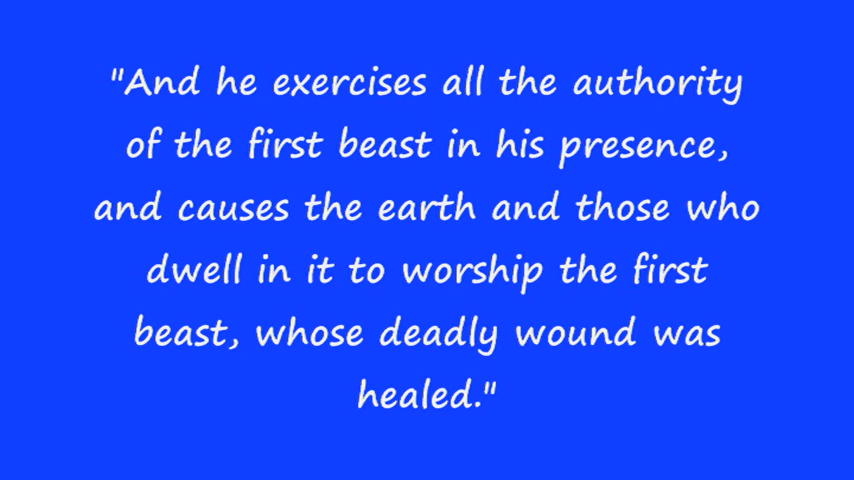 "And he exercises all the authority
of the first beast in his presence,
and causes the earth and those who
dwell in it to worship the first
beast, whose deadly wound was
healed."